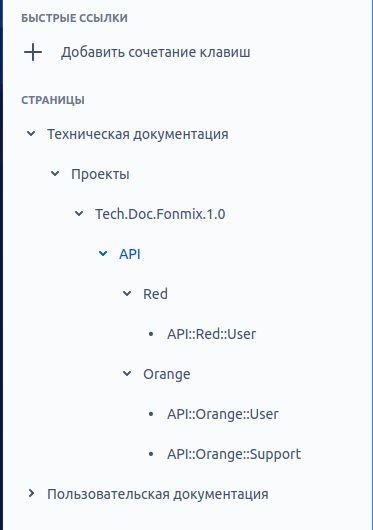 БЫСТРЫЕ ССЫЛКИ
Добавить сочетание клавиш
СТРАНИЦЫ
Техническая документация
Проекты
Tech.Doc.Fonmix.1.0
API
Red
API::Red::User
Orange
API::Orange::User
API::Orange::Support
Пользовательская документация